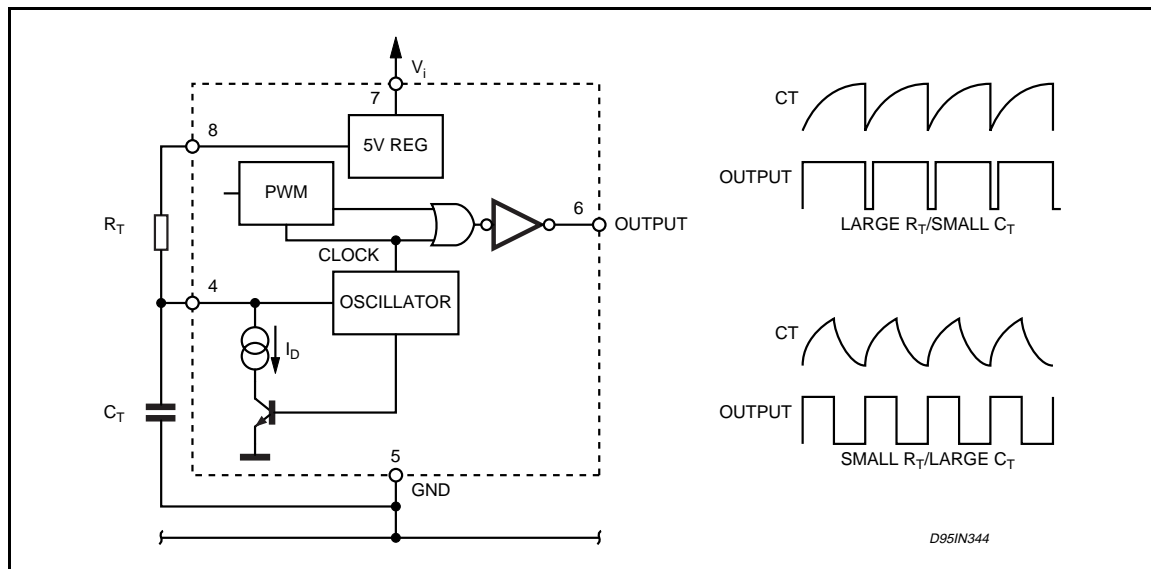 Vi
7
8
5V REG
PWM
6
OUTPUT
RT
CLOCK
4
OSCILLATOR
ID
CT
5
GND
CT
OUTPUT
LARGE RT/SMALL CT
CT
OUTPUT
SMALL RT/LARGE CT
D95IN344